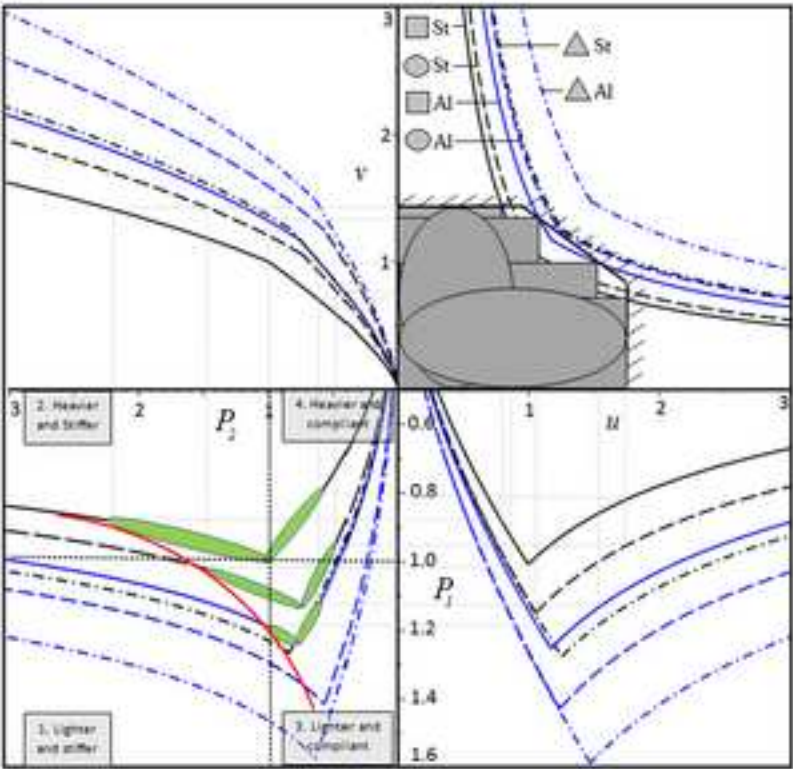 3
St
St
St
Al
Al
2
Al
v
1
3
2. Heavier
and Stiffer
2
P₂
1
4. Heavier and
compliant
0.6
1
u
2
3
0.8
1.0
P₁
1.2
1.4
1. Lighter
and stiffer
3. Lighter and
compliant
1.6